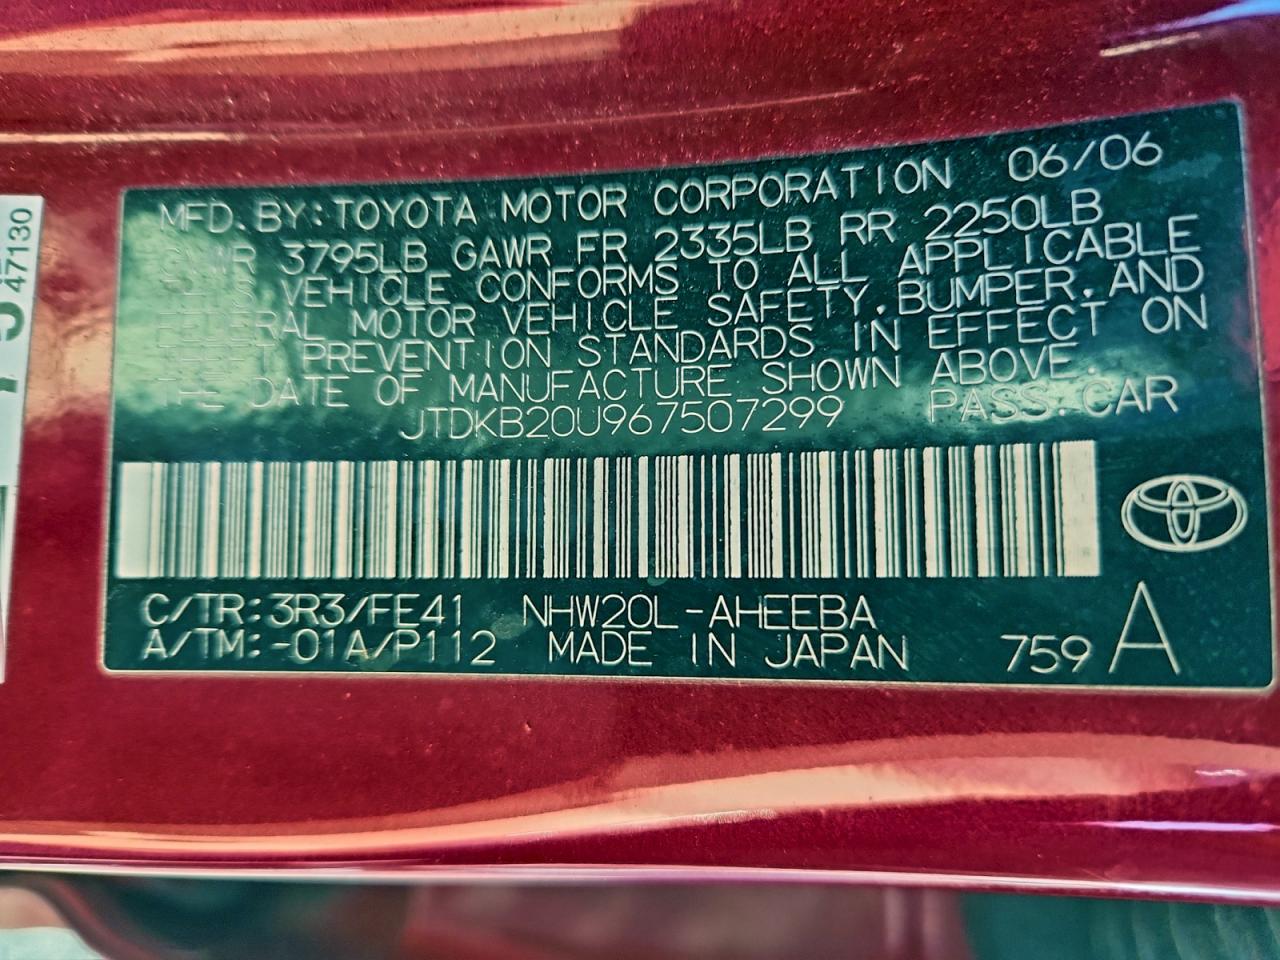 MFD. BY: TOYOTA MOTOR CORPORATION 06/06
GVWR 3795LB GAWR FR 2335LB RR 2250LB
THIS VEHICLE CONFORMS TO ALL APPLICABLE
FEDERAL MOTOR VEHICLE SAFETY, BUMPER, AND
THEFT PREVENTION STANDARDS IN EFFECT ON
THE DATE OF MANUFACTURE SHOWN ABOVE.
JTDKB20U967507299 PASS. CAR
C/TR: 3R3/FE41 NHW20L-AHEEBA
A/TM: -01A/P112 MADE IN JAPAN 759 A
47130